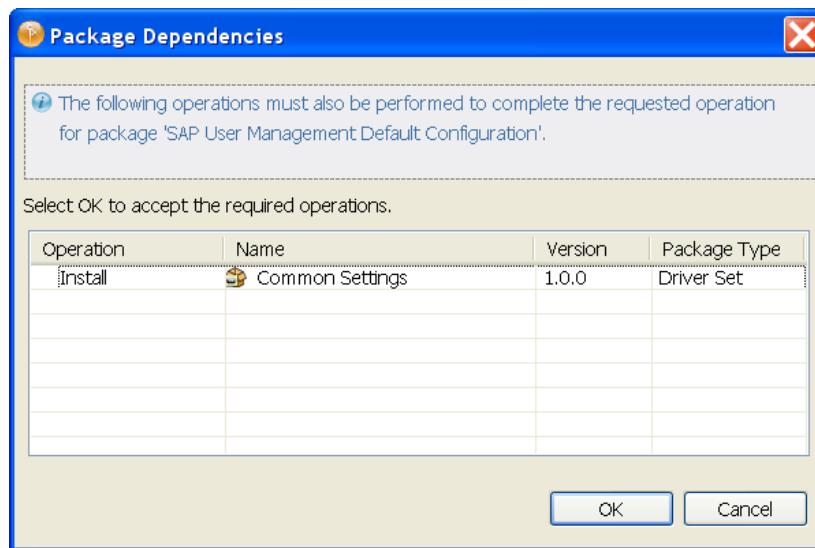 Package Dependencies
The following operations must also be performed to complete the requested operation
for package 'SAP User Management Default Configuration'.
Select OK to accept the required operations.
Operation Name Version Package Type
Install Common Settings 1.0.0 Driver Set
OK Cancel